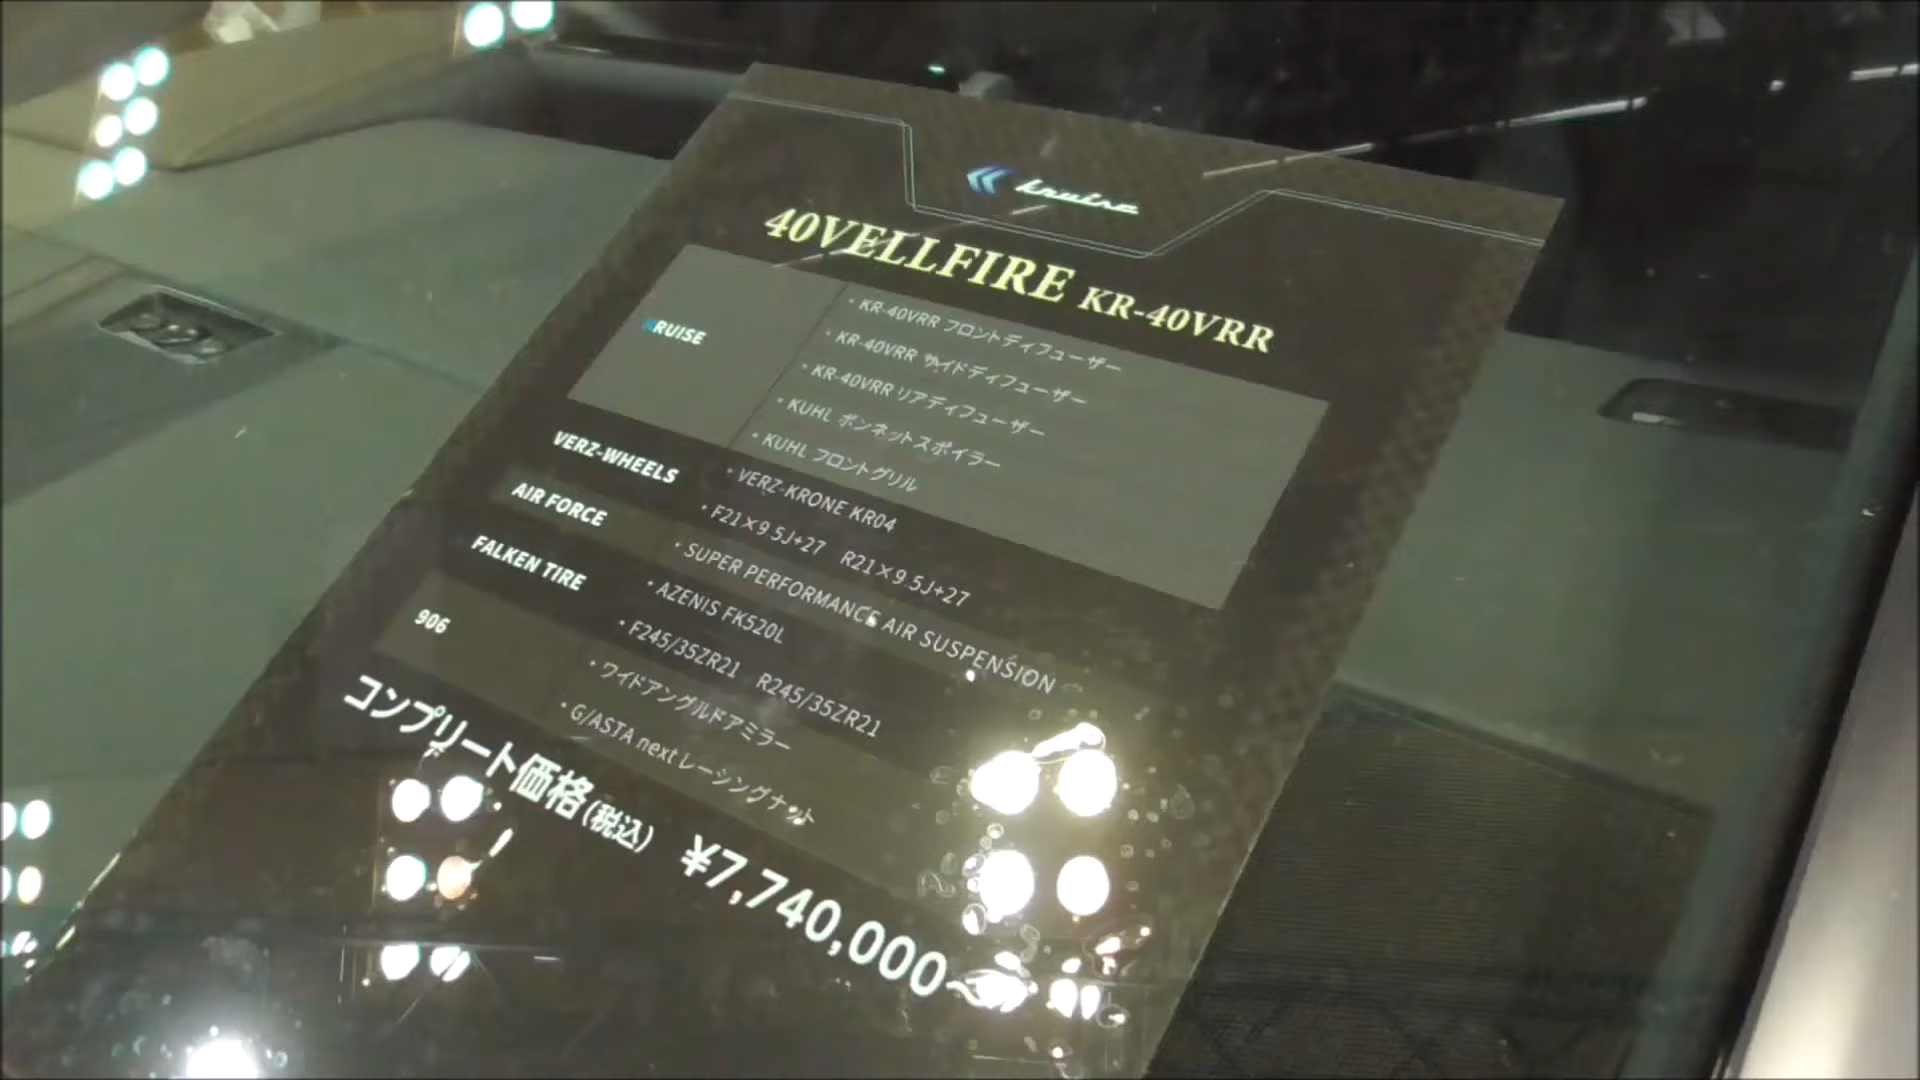 kruise
40VELLFIRE KR-40VRR
KRUISE
・KR-40VRR フロントディフューザー
・KR-40VRR サイドディフューザー
・KR-40VRR リアディフューザー
・KUHL ボンネットスポイラー
・KUHL フロントグリル
VERZ-WHEELS
・VERZ-KRONE KR04
・F21×9.5J+27 R21×9.5J+27
AIR FORCE
・SUPER PERFORMANCE AIR SUSPENSION
FALKEN TIRE
・AZENIS FK520L
・F245/35ZR21 R245/35ZR21
906
・ワイドアングルドアミラー
・G/ASTA nextレーシングナット
コンプリート価格(税込) ¥7,740,000~